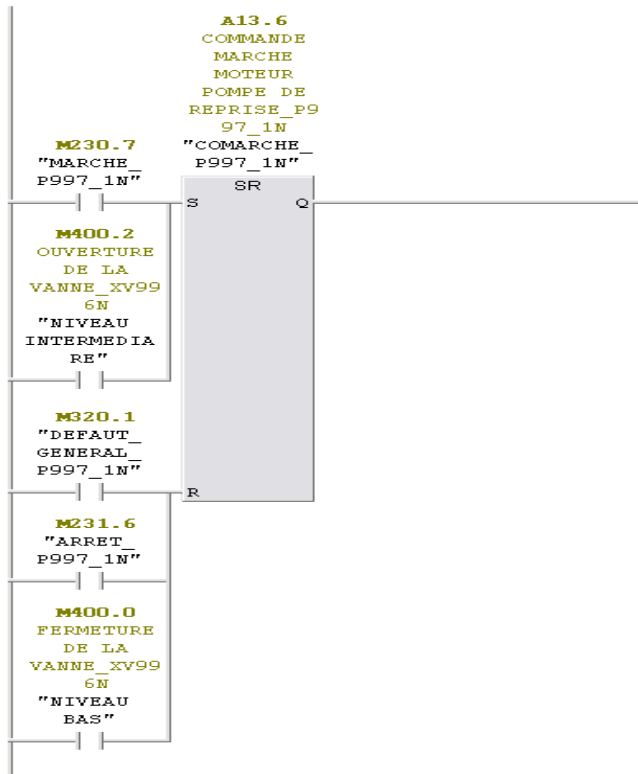 A13.6
COMMANDE
MARCHE
MOTEUR
POMPE DE
REPRISE_P9
97_1N
"COMARCHE_
P997_1N"
SR
S
Q
R
M230.7
"MARCHE_
P997_1N"
M400.2
OUVERTURE
DE LA
VANNE_XV99
6N
"NIVEAU
INTERMEDIA
RE"
M320.1
"DEFAUT_
GENERAL_
P997_1N"
M231.6
"ARRET_
P997_1N"
M400.0
FERMETURE
DE LA
VANNE_XV99
6N
"NIVEAU
BAS"